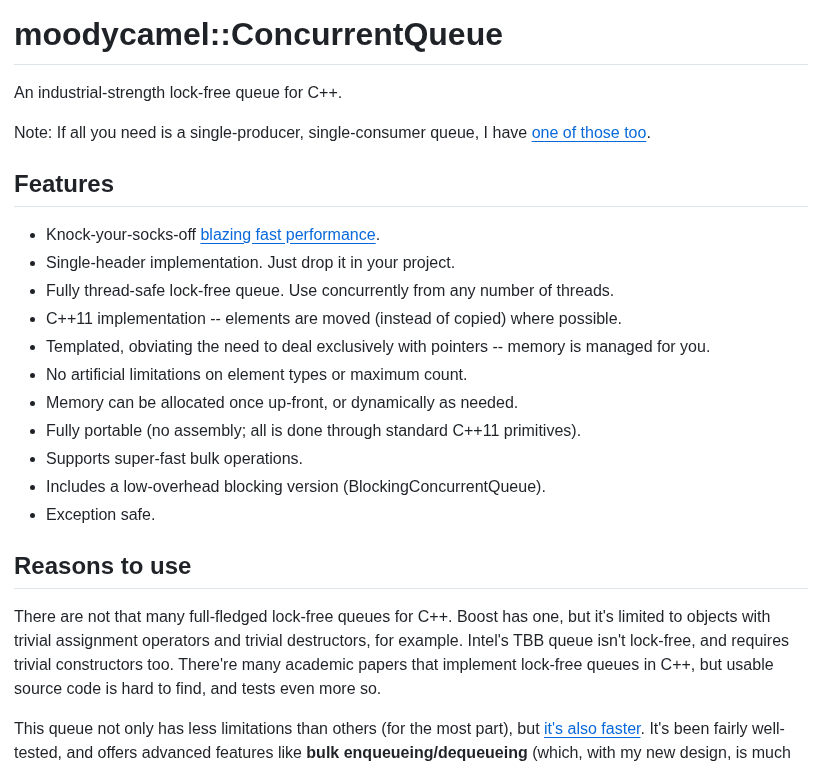 moodycamel::ConcurrentQueue
An industrial-strength lock-free queue for C++.
Note: If all you need is a single-producer, single-consumer queue, I have one of those too.
Features
Knock-your-socks-off blazing fast performance.
Single-header implementation. Just drop it in your project.
Fully thread-safe lock-free queue. Use concurrently from any number of threads.
C++11 implementation -- elements are moved (instead of copied) where possible.
Templated, obviating the need to deal exclusively with pointers -- memory is managed for you.
No artificial limitations on element types or maximum count.
Memory can be allocated once up-front, or dynamically as needed.
Fully portable (no assembly; all is done through standard C++11 primitives).
Supports super-fast bulk operations.
Includes a low-overhead blocking version (BlockingConcurrentQueue).
Exception safe.
Reasons to use
There are not that many full-fledged lock-free queues for C++. Boost has one, but it's limited to objects with
trivial assignment operators and trivial destructors, for example. Intel's TBB queue isn't lock-free, and requires
trivial constructors too. There're many academic papers that implement lock-free queues in C++, but usable
source code is hard to find, and tests even more so.
This queue not only has less limitations than others (for the most part), but it's also faster. It's been fairly well-
tested, and offers advanced features like bulk enqueueing/dequeueing (which, with my new design, is much